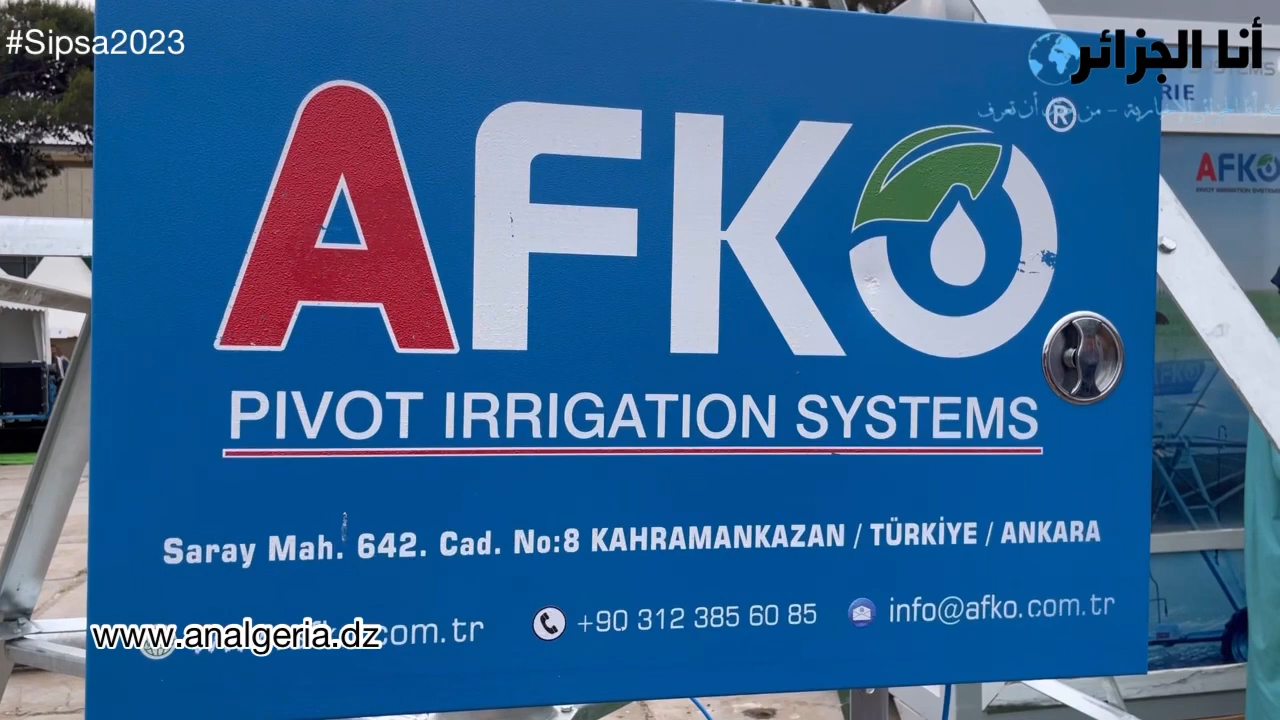 #Sipsa2023
أنا الجزائر
RIE
AFKO
PIVOT IRRIGATION SYSTEMS
AFKO®
PIVOT IRRIGATION SYSTEMS
Saray Mah. 642. Cad. No:8 KAHRAMANKAZAN / TÜRKİYE / ANKARA
+90 312 385 60 85
info@afko.com.tr
.com.tr
www.analgeria.dz